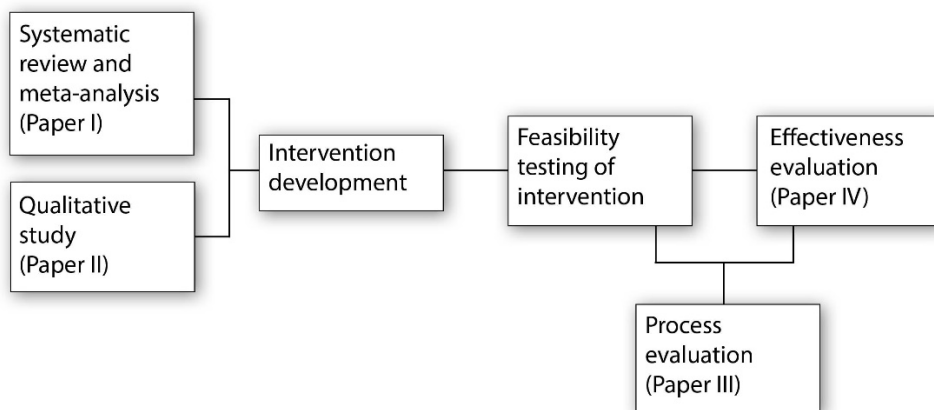 Systematic
review and
meta-analysis
(Paper I)
Qualitative
study
(Paper II)
Intervention
development
Feasibility
testing of
intervention
Effectiveness
evaluation
(Paper IV)
Process
evaluation
(Paper III)